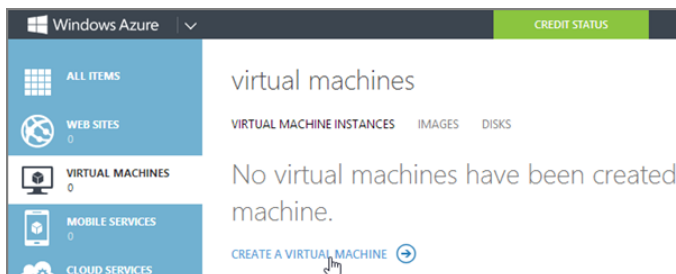 Windows Azure
CREDIT STATUS
ALL ITEMS
WEB SITES
0
VIRTUAL MACHINES
0
MOBILE SERVICES
0
CLOUD SERVICES
virtual machines
VIRTUAL MACHINE INSTANCES IMAGES DISKS
No virtual machines have been created
machine.
CREATE A VIRTUAL MACHINE